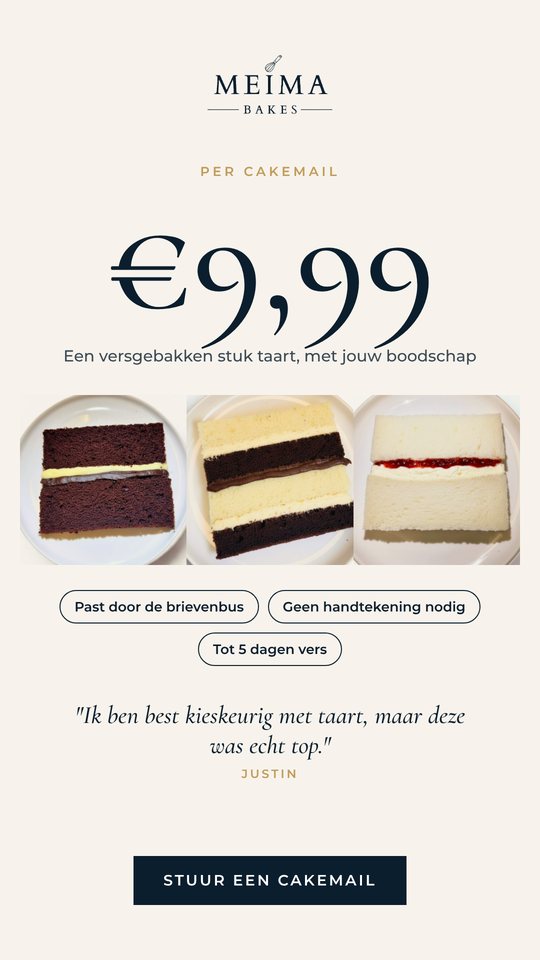 MEIMA
BAKES
PER CAKEMAIL
€9,99
Een versgebakken stuk taart, met jouw boodschap
Past door de brievenbus
Geen handtekening nodig
Tot 5 dagen vers
"Ik ben best kieskeurig met taart, maar deze
was echt top."
JUSTIN
STUUR EEN CAKEMAIL